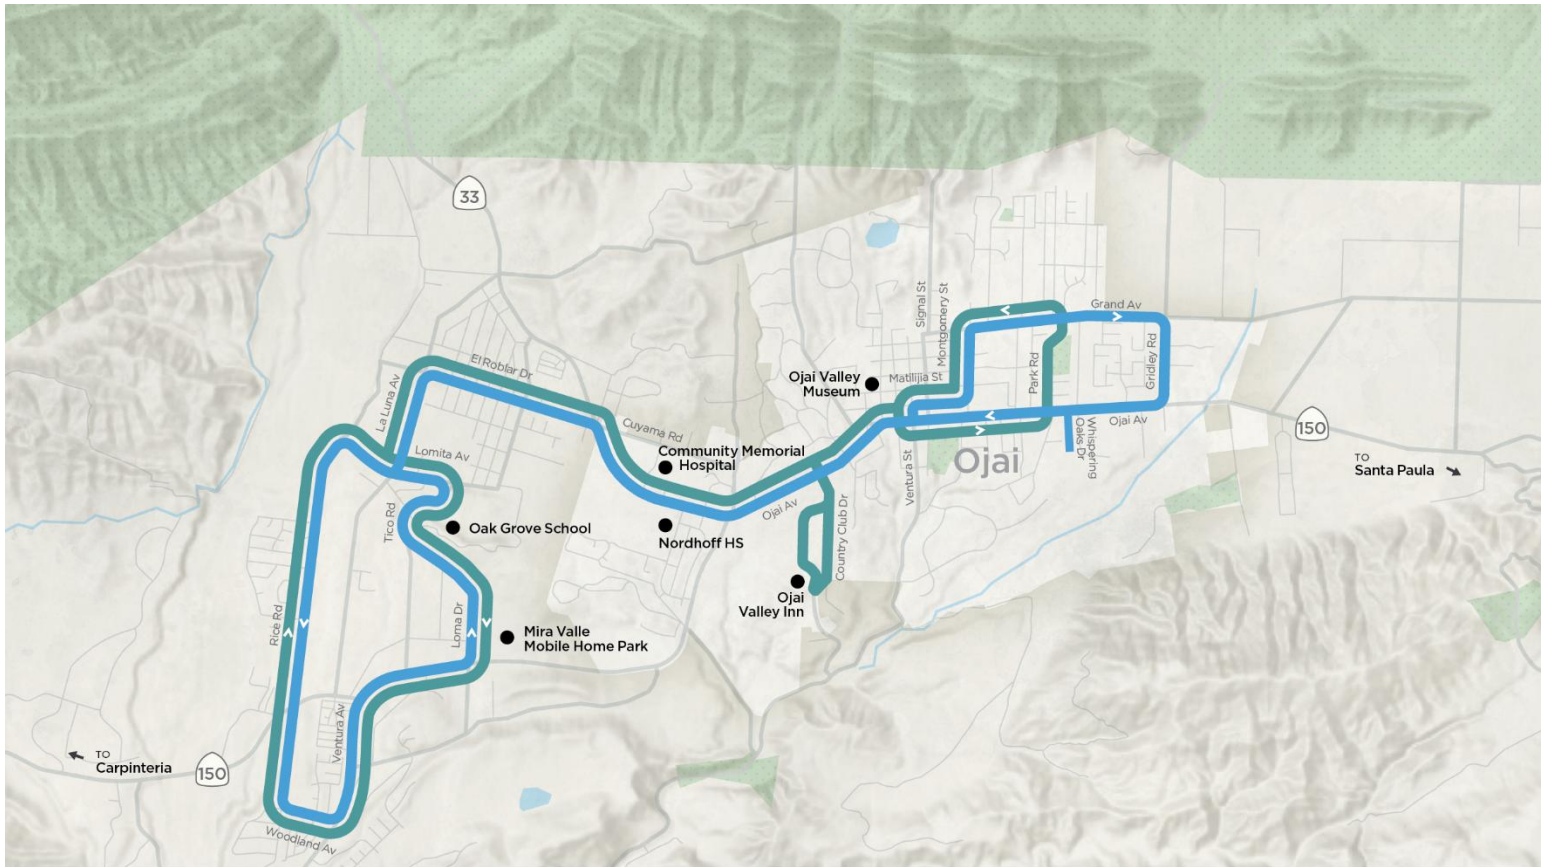 33
Grand Av
Signal St
Montgomery St
Gridley Rd
El Roblar Dr
Park Rd
Ojai Valley
Museum
Matilijia St
La Luna Av
Cuyama Rd
Ojai Av
Whispering
Oaks Dr
150
Community Memorial
Hospital
Lomita Av
Ojai
TO
Santa Paula
Ventura St
Ojai Av
Tico Rd
Oak Grove School
Nordhoff HS
Country Club Dr
Ojai
Valley Inn
Rice Rd
Loma Dr
Mira Valle
Mobile Home Park
Ventura Av
TO
Carpinteria
150
Woodland Av